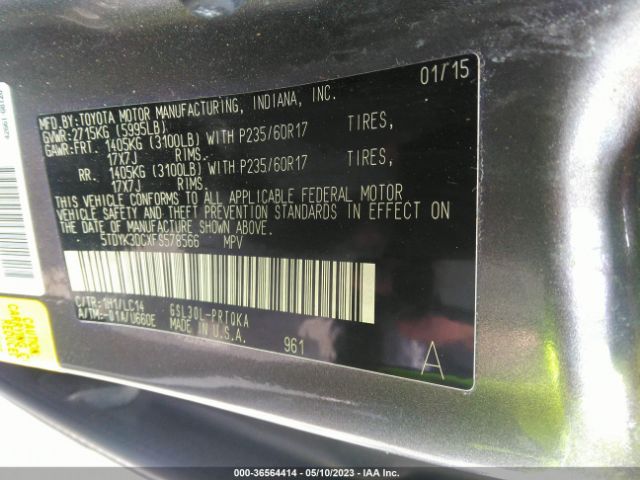 MFD.BY:TOYOTA MOTOR MANUFACTURING, INDIANA, INC. 01/15
GVWR:2715KG (5995LB)
GAWR:FRT. 1405KG (3100LB) WITH P235/60R17 TIRES,
17X7J RIMS.
RR. 1405KG (3100LB) WITH P235/60R17 TIRES,
17X7J RIMS.
THIS VEHICLE CONFORMS TO ALL APPLICABLE FEDERAL MOTOR
VEHICLE SAFETY AND THEFT PREVENTION STANDARDS IN EFFECT ON
THE DATE OF MANUFACTURE SHOWN ABOVE.
5TDYK3DCXFS578566 MPV
C/TR: 1H1/LC14 GSL30L-PRTQKA
A/TM:-01A/U660E MADE IN U.S.A.
961
A
000-36564414 - 05/10/2023 - IAA Inc.